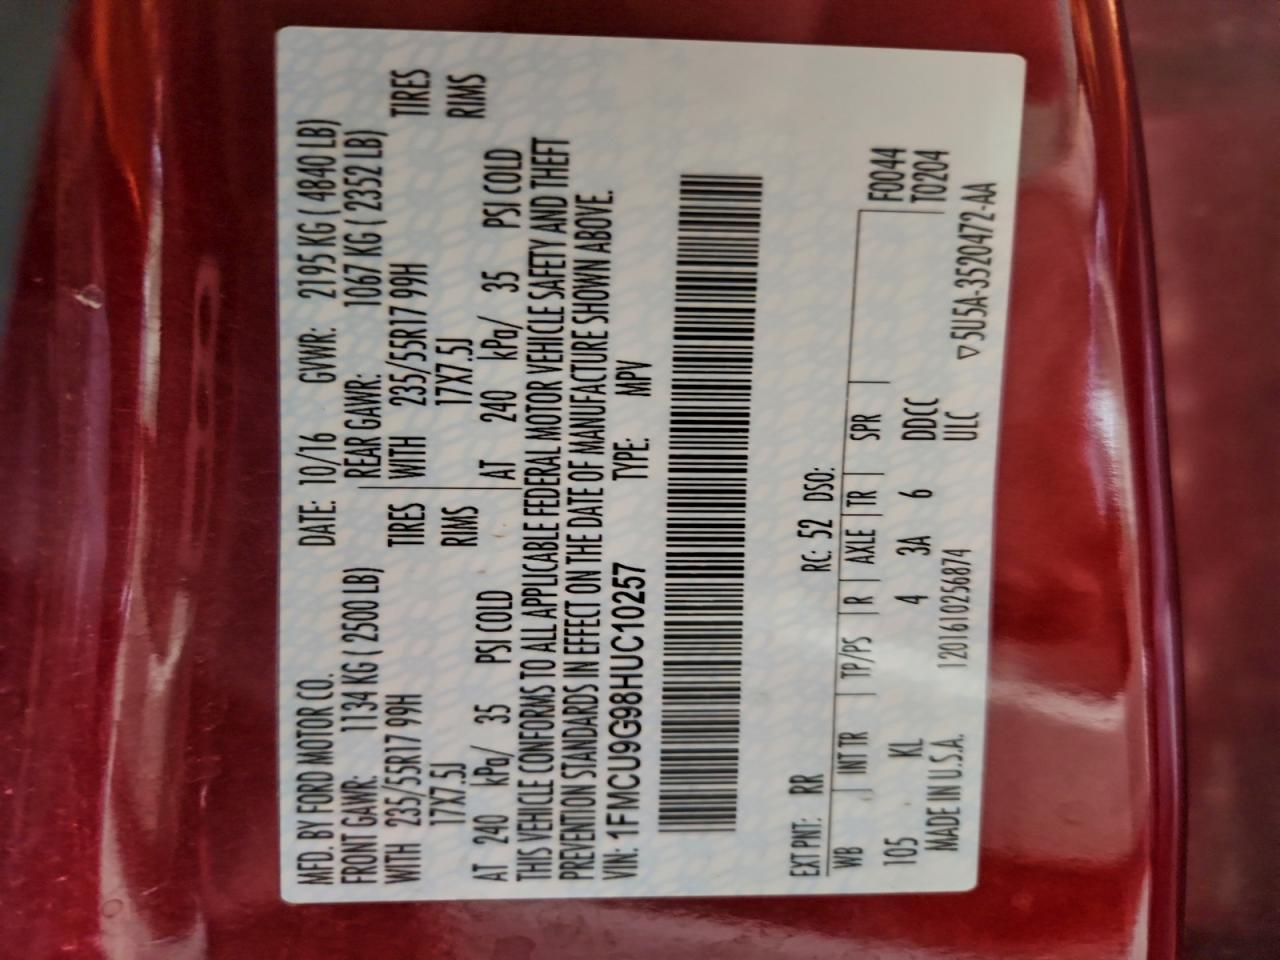 MFD. BY FORD MOTOR CO. DATE: 10/16 GVWR: 2195 KG ( 4840 LB)
FRONT GAWR: 1134 KG ( 2500 LB) REAR GAWR: 1067 KG ( 2352 LB)
WITH 235/55R17 99H TIRES WITH 235/55R17 99H TIRES
17X7.5J RIMS 17X7.5J RIMS
AT 240 kPa/ 35 PSI COLD AT 240 kPa/ 35 PSI COLD
THIS VEHICLE CONFORMS TO ALL APPLICABLE FEDERAL MOTOR VEHICLE SAFETY AND THEFT
PREVENTION STANDARDS IN EFFECT ON THE DATE OF MANUFACTURE SHOWN ABOVE.
VIN: 1FMCU9G98HUC10257 TYPE: MPV
EXT PNT: RR RC: 52 DSO:
WB INT TR TP/PS R AXLE TR SPR F0044
105 KL 4 3A 6 DDCC T0204
MADE IN U.S.A. 1201610256874 ULC ▽5U5A-3520472-AA